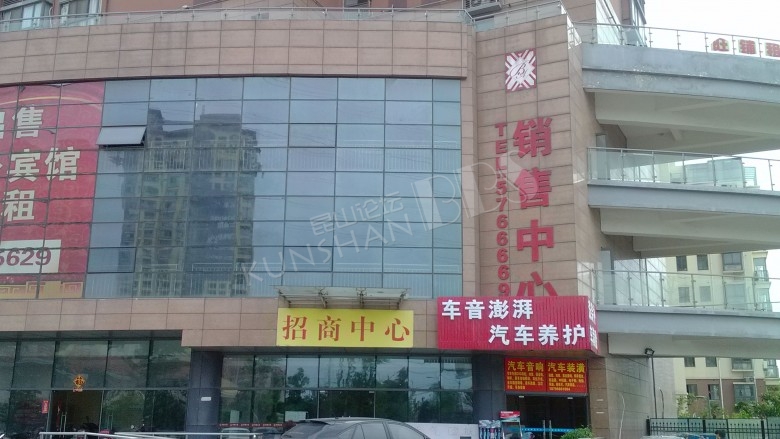 售
宾馆
租
5629
销售中心
TEL:5766669
招商中心
车音澎湃
汽车养护
汽车音响
汽车装潢
昆山论坛
KUNSHAN BBS